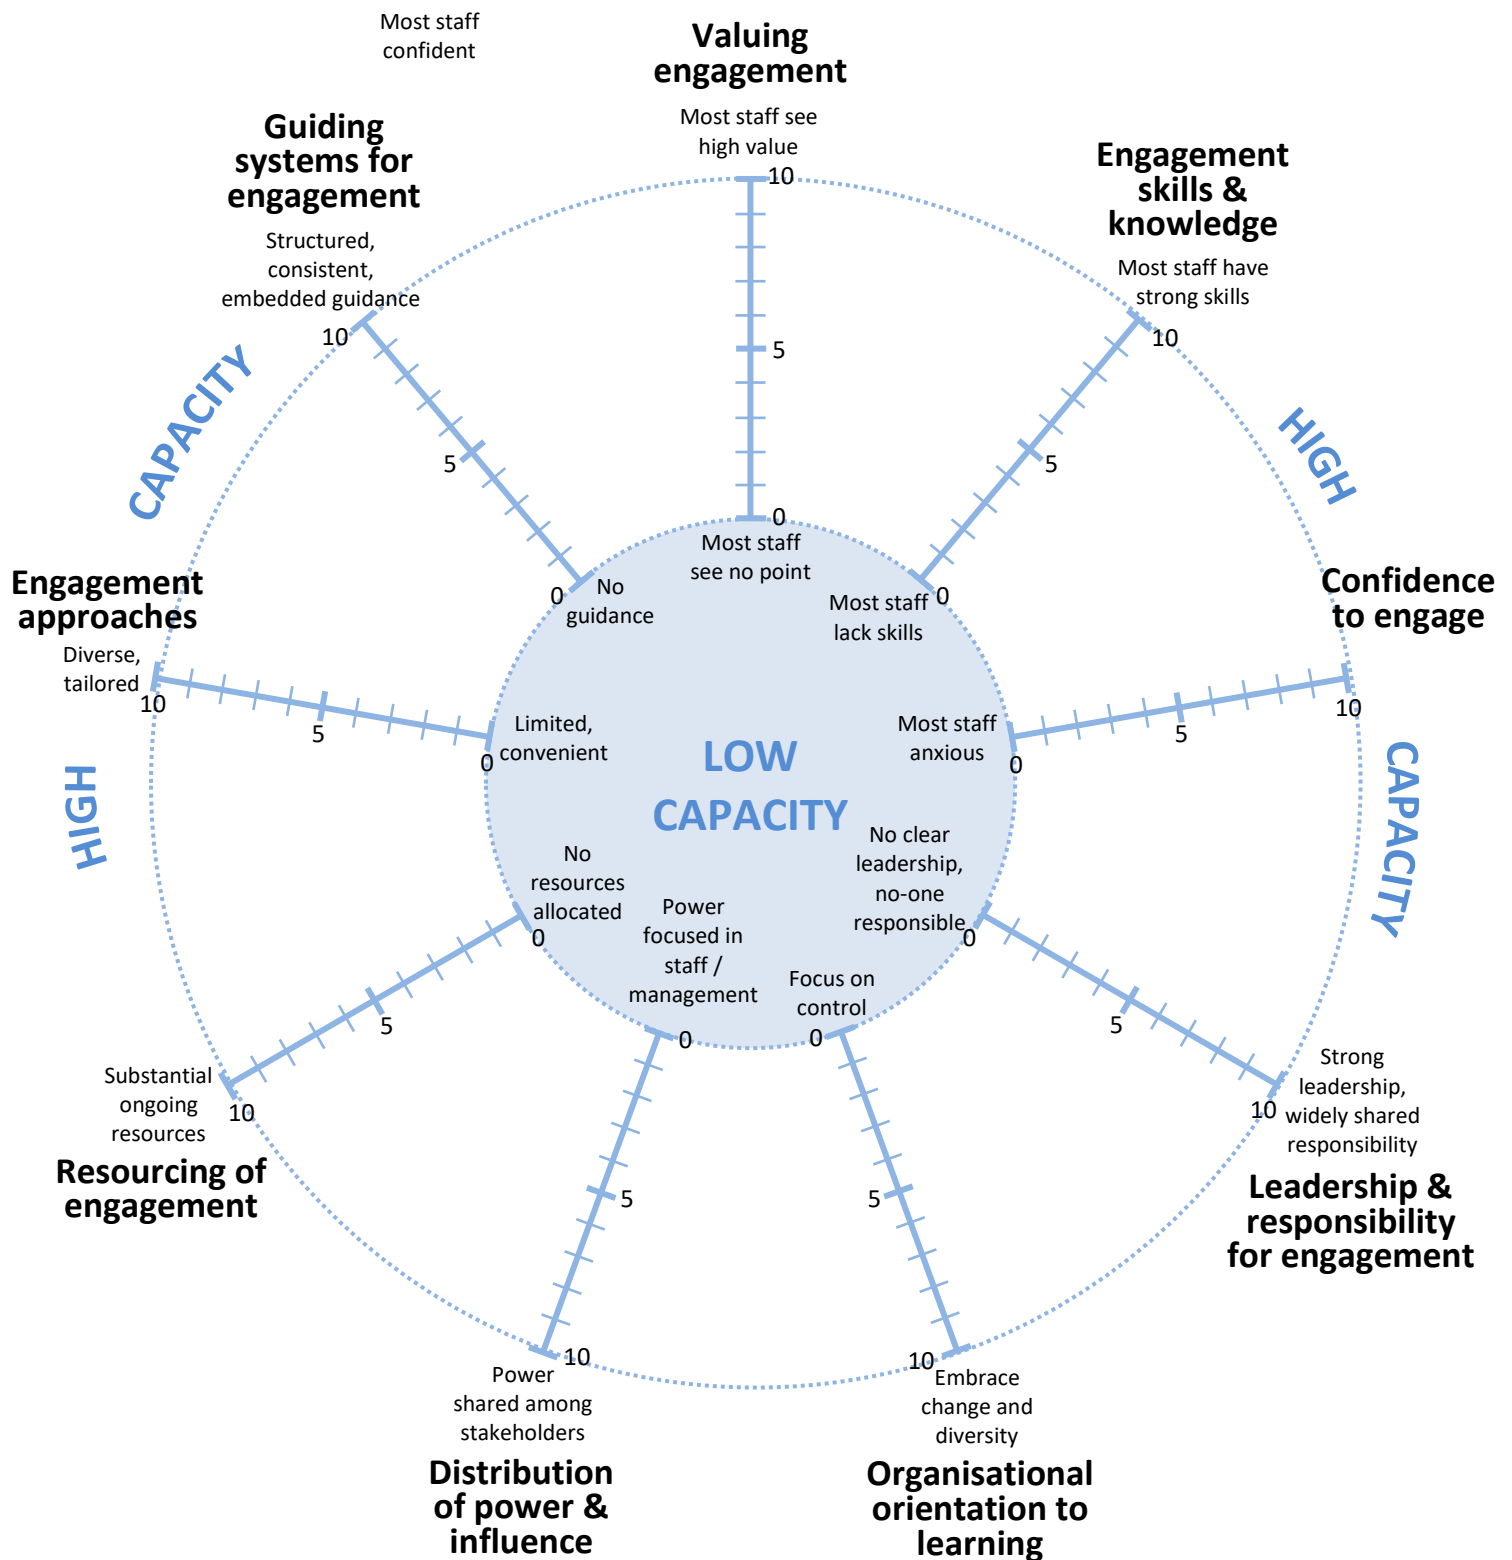 Most staff
confident
Valuing
engagement
Most staff see
high value
10
5
0
Most staff
see no point
Engagement
skills &
knowledge
Most staff have
strong skills
10
5
0
Most staff
lack skills
HIGH
CAPACITY
Confidence
to engage
10
5
0
Most staff
anxious
No clear
leadership,
no-one
responsible
0
5
10
Strong
leadership,
widely shared
responsibility
Leadership &
responsibility
for engagement
Focus on
control
0
5
10
Embrace
change and
diversity
Organisational
orientation to
learning
Power
focused in
staff /
management
0
5
10
Power
shared among
stakeholders
Distribution
of power &
influence
No
resources
allocated
0
5
10
Substantial
ongoing
resources
Resourcing of
engagement
HIGH
CAPACITY
Engagement
approaches
Diverse,
tailored
10
5
0
Limited,
convenient
Guiding
systems for
engagement
Structured,
consistent,
embedded guidance
10
5
0
No
guidance
LOW
CAPACITY